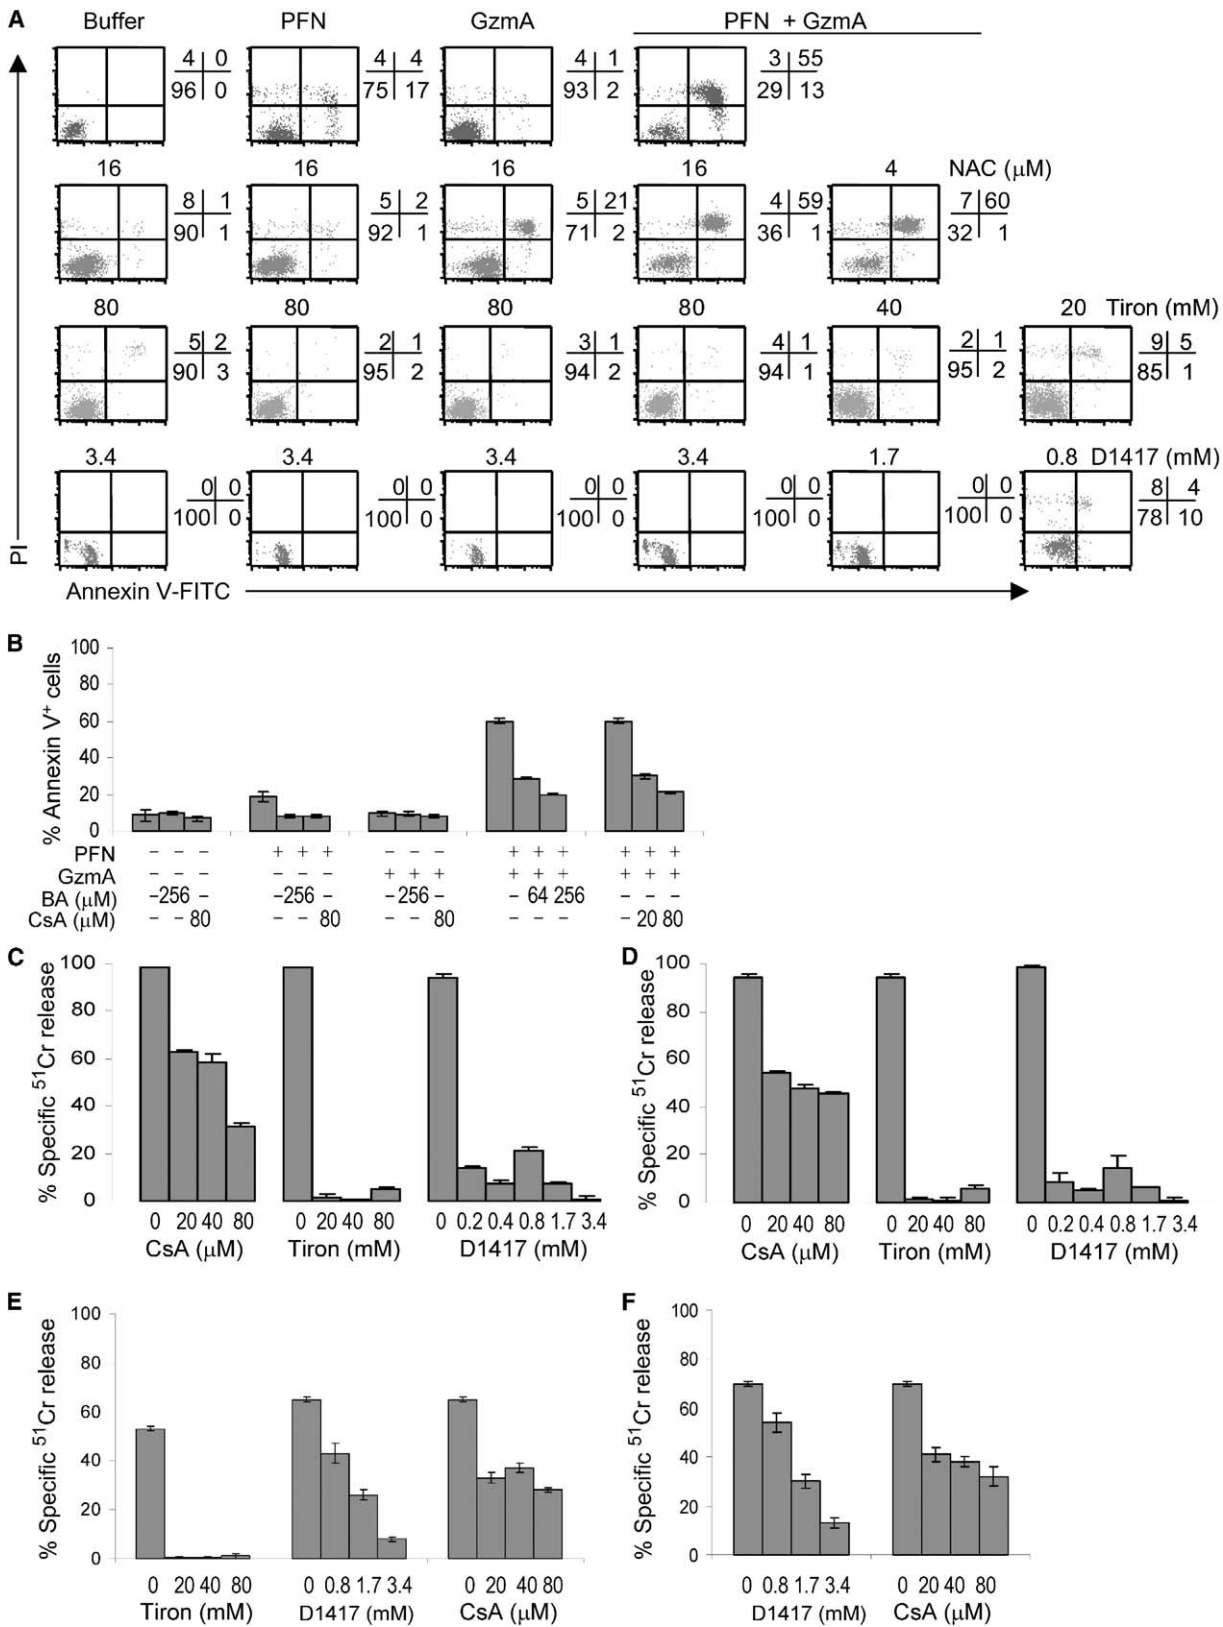 A Buffer PFN GzmA PFN + GzmA
4 0 4 4 4 1 3 55
96 0 75 17 93 2 29 13
16 16 16 16 4 NAC (μM)
8 1 5 2 5 21 4 59 7 60
90 1 92 1 71 2 36 1 32 1
80 80 80 80 40 20 Tiron (mM)
5 2 2 1 3 1 4 1 2 1 9 5
90 3 95 2 94 2 94 1 95 2 85 1
3.4 3.4 3.4 3.4 1.7 0.8 D1417 (mM)
0 0 0 0 0 0 0 0 0 0 8 4
100 0 100 0 100 0 100 0 100 0 78 10
PI
Annexin V-FITC
B
% Annexin V+ cells
100
80
60
40
20
0
PFN – – – + + + – – – + + + + + +
GzmA – – – – – – + + + + + + + + +
BA (μM) –256 – –256 – –256 – – 64 256 – – –
CsA (μM) – –80 – – 80 – – 80 – – – – 20 80
C
% Specific 51Cr release
100
80
60
40
20
0
0 20 40 80 0 20 40 80 0 0.2 0.4 0.8 1.7 3.4
CsA (μM) Tiron (mM) D1417 (mM)
D
% Specific 51Cr release
100
80
60
40
20
0
0 20 40 80 0 20 40 80 0 0.2 0.4 0.8 1.7 3.4
CsA (μM) Tiron (mM) D1417 (mM)
E
% Specific 51Cr release
100
80
60
40
20
0
0 20 40 80 0 0.8 1.7 3.4 0 20 40 80
Tiron (mM) D1417 (mM) CsA (μM)
F
% Specific 51Cr release
100
80
60
40
20
0
0 0.8 1.7 3.4 0 20 40 80
D1417 (mM) CsA (μM)